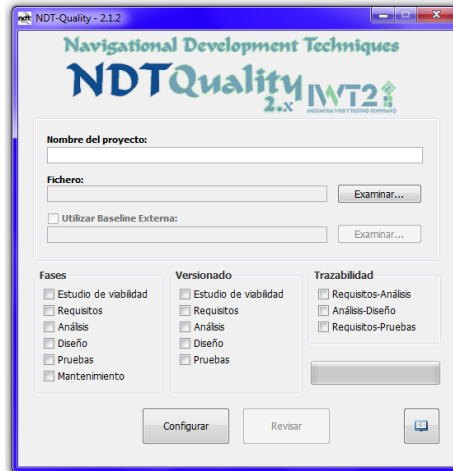 NDT-Quality - 2.1.2
Navigational Development Techniques
NDTQuality
2.x
IWT2
INGENIERÍA WEB Y TESTING TEMPRANO
Nombre del proyecto:
Fichero:
Examinar...
Utilizar Baseline Externa:
Examinar...
Fases
Estudio de viabilidad
Requisitos
Análisis
Diseño
Pruebas
Mantenimiento
Versionado
Estudio de viabilidad
Requisitos
Análisis
Diseño
Pruebas
Trazabilidad
Requisitos-Análisis
Análisis-Diseño
Requisitos-Pruebas
Configurar
Revisar